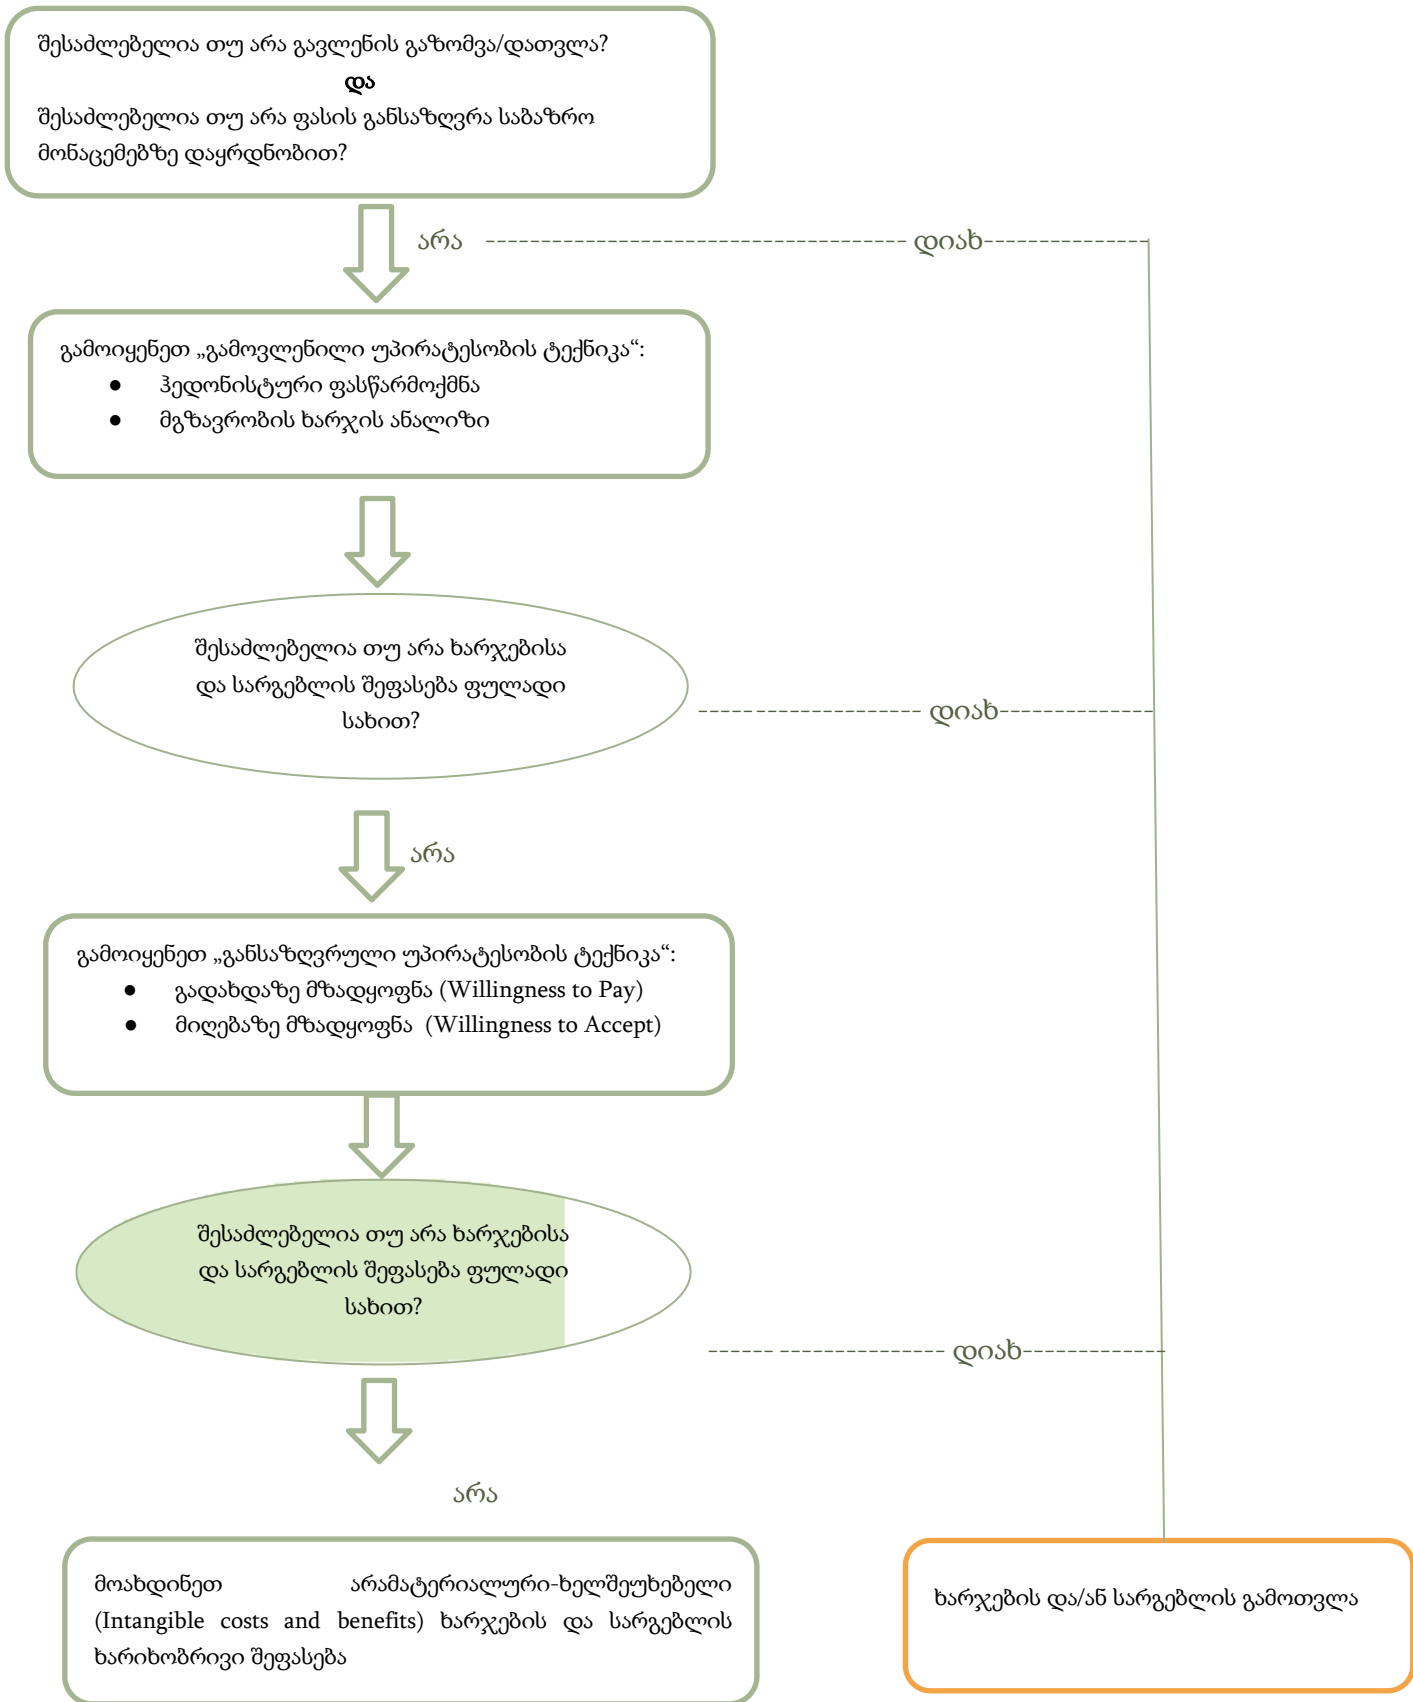 შესაძლებელია თუ არა გავლენის გაზომვა/დათვლა?
და
შესაძლებელია თუ არა ფასის განსაზღვრა საბაზრო
მონაცემებზე დაყრდნობით?
არა ------------------------------------------- დიახ-----------------
გამოიყენეთ „გამოვლენილი უპირატესობის ტექნიკა“:
● ჰედონისტური ფასწარმოქმნა
● მგზავრობის ხარჯის ანალიზი
შესაძლებელია თუ არა ხარჯებისა
და სარგებლის შეფასება ფულადი
სახით?
----------------------- დიახ----------------
არა
გამოიყენეთ „განსაზღვრული უპირატესობის ტექნიკა“:
● გადახდაზე მზადყოფნა (Willingness to Pay)
● მიღებაზე მზადყოფნა (Willingness to Accept)
შესაძლებელია თუ არა ხარჯებისა
და სარგებლის შეფასება ფულადი
სახით?
------ ----------------- დიახ---------------
არა
მოახდინეთ არამატერიალური-ხელშეუხებელი
(Intangible costs and benefits) ხარჯების და სარგებლის
ხარიხობრივი შეფასება
ხარჯების და/ან სარგებლის გამოთვლა